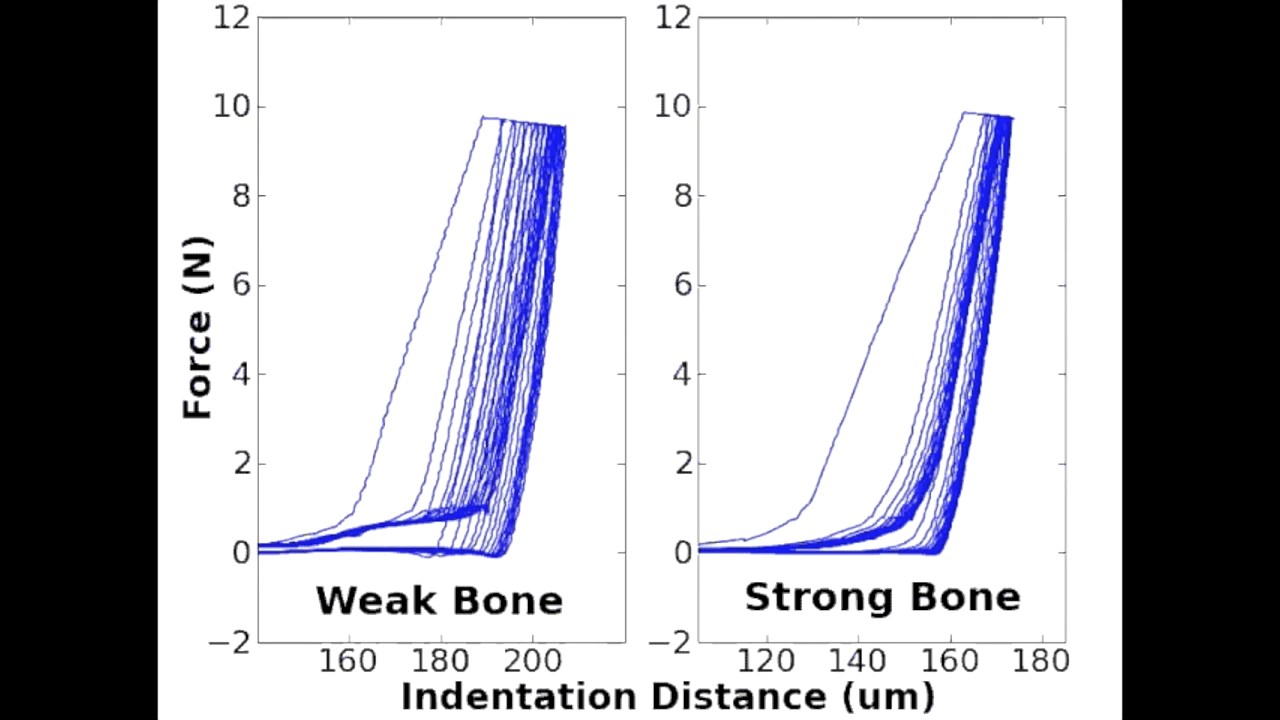 12
10
8
6
4
2
0
−2
Force (N)
Weak Bone
160 180 200
12
10
8
6
4
2
0
−2
Strong Bone
120 140 160 180
Indentation Distance (um)